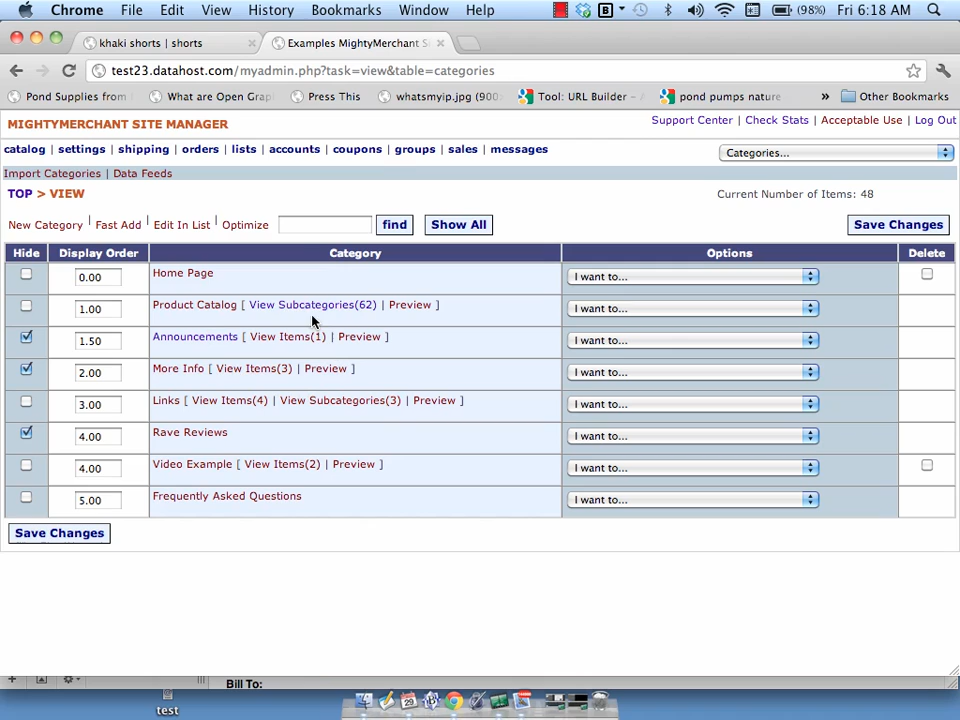 Chrome File Edit View History Bookmarks Window Help B (98%) Fri 6:18 AM
khaki shorts | shorts × Examples MightyMerchant S ×
test23.datahost.com/myadmin.php?task=view&table=categories
Pond Supplies from What are Open Grap Press This whatsmyip.jpg (900 Tool: URL Builder – pond pumps nature » Other Bookmarks
MIGHTYMERCHANT SITE MANAGER Support Center | Check Stats | Acceptable Use | Log Out
catalog | settings | shipping | orders | lists | accounts | coupons | groups | sales | messages Categories...
Import Categories | Data Feeds
TOP > VIEW Current Number of Items: 48
New Category | Fast Add | Edit In List | Optimize find Show All Save Changes
Hide Display Order Category Options Delete
0.00 Home Page I want to...
1.00 Product Catalog [ View Subcategories(62) | Preview ] I want to...
1.50 Announcements [ View Items(1) | Preview ] I want to...
2.00 More Info [ View Items(3) | Preview ] I want to...
3.00 Links [ View Items(4) | View Subcategories(3) | Preview ] I want to...
4.00 Rave Reviews I want to...
4.00 Video Example [ View Items(2) | Preview ] I want to...
5.00 Frequently Asked Questions I want to...
Save Changes
Bill To:
29
test